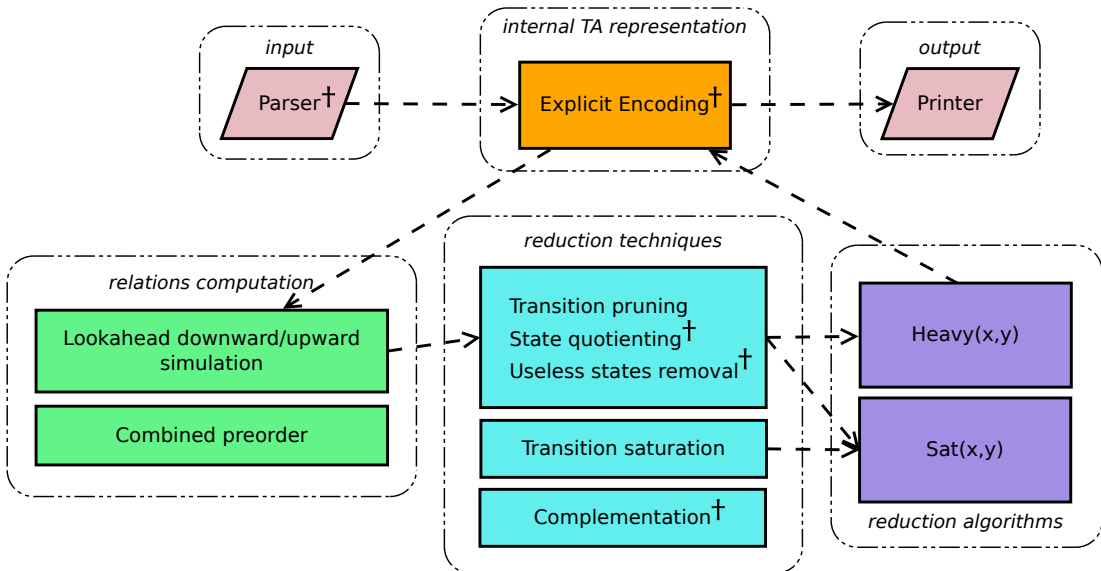 input
Parser†
internal TA representation
Explicit Encoding†
output
Printer
relations computation
Lookahead downward/upward
simulation
Combined preorder
reduction techniques
Transition pruning
State quotienting†
Useless states removal†
Transition saturation
Complementation†
Heavy(x,y)
Sat(x,y)
reduction algorithms